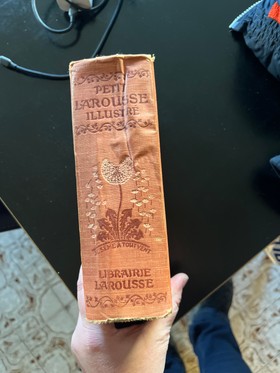 PETIT
LAROUSSE
ILLUSTRÉ
JE SÈME A TOUT VENT
LIBRAIRIE
LAROUSSE